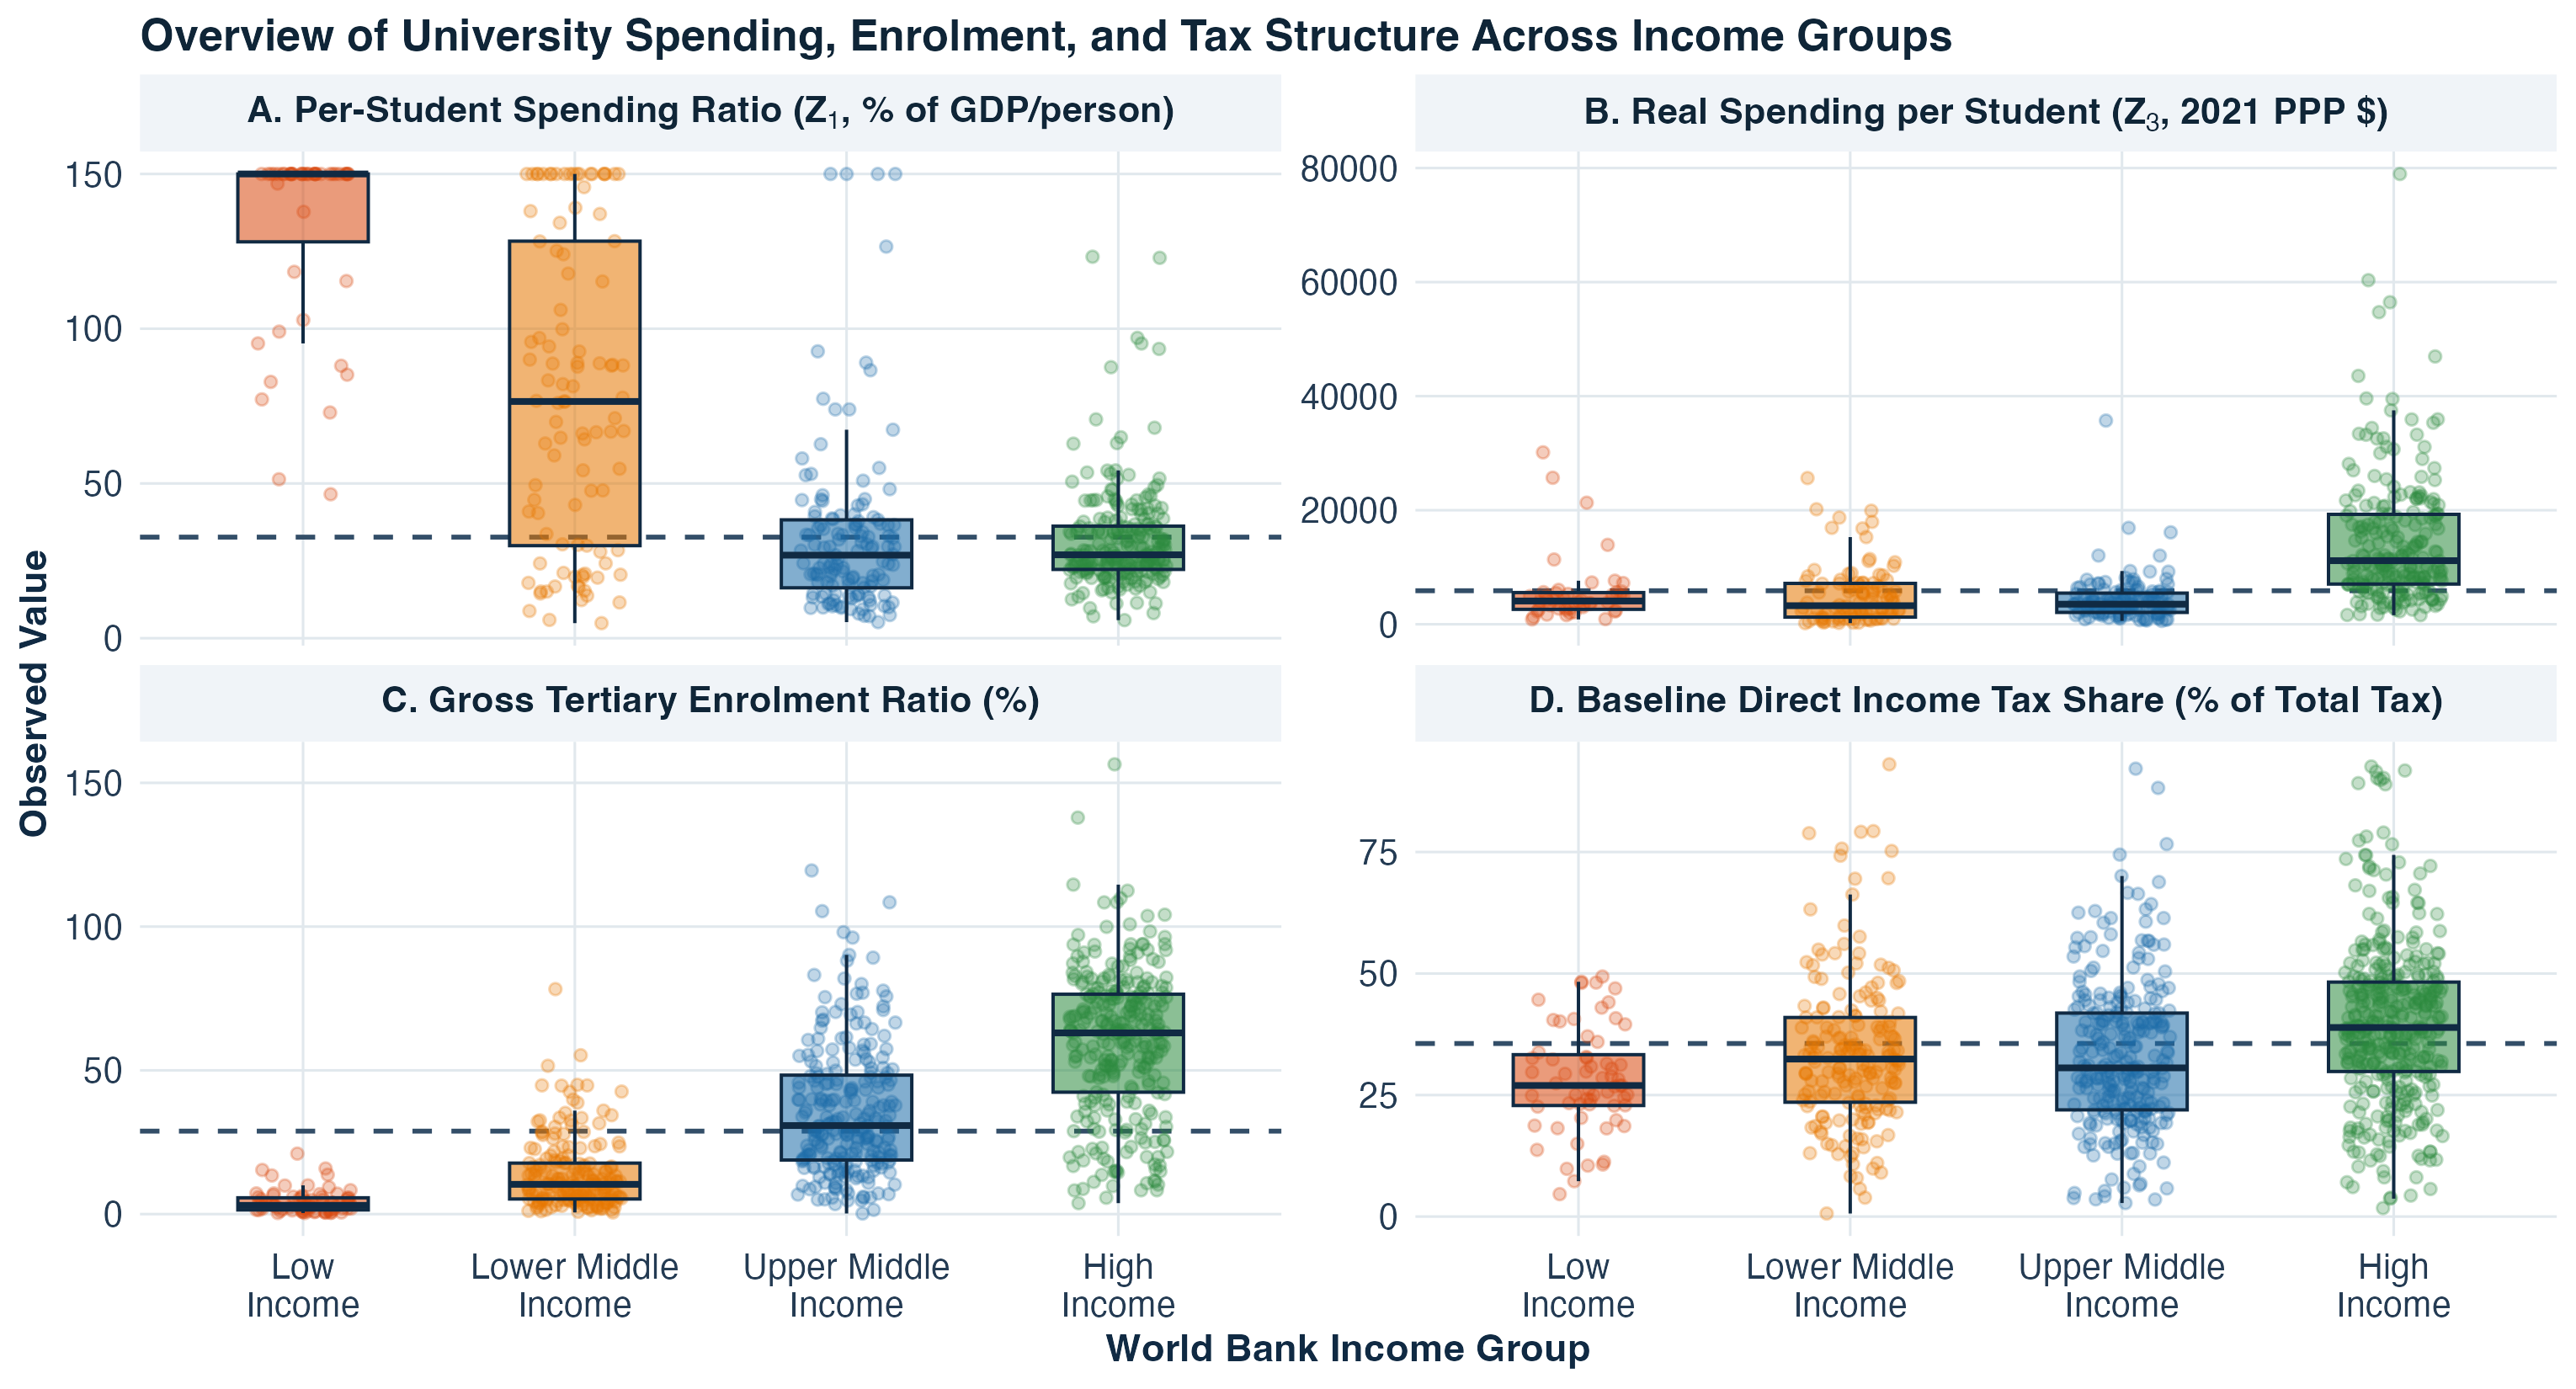 Overview of University Spending, Enrolment, and Tax Structure Across Income Groups
A. Per-Student Spending Ratio (Z₁, % of GDP/person)
B. Real Spending per Student (Z₃, 2021 PPP $)
150
100
50
0
80000
60000
40000
20000
0
Observed Value
C. Gross Tertiary Enrolment Ratio (%)
D. Baseline Direct Income Tax Share (% of Total Tax)
150
100
50
0
75
50
25
0
Low
Income
Lower Middle
Income
Upper Middle
Income
High
Income
Low
Income
Lower Middle
Income
Upper Middle
Income
High
Income
World Bank Income Group